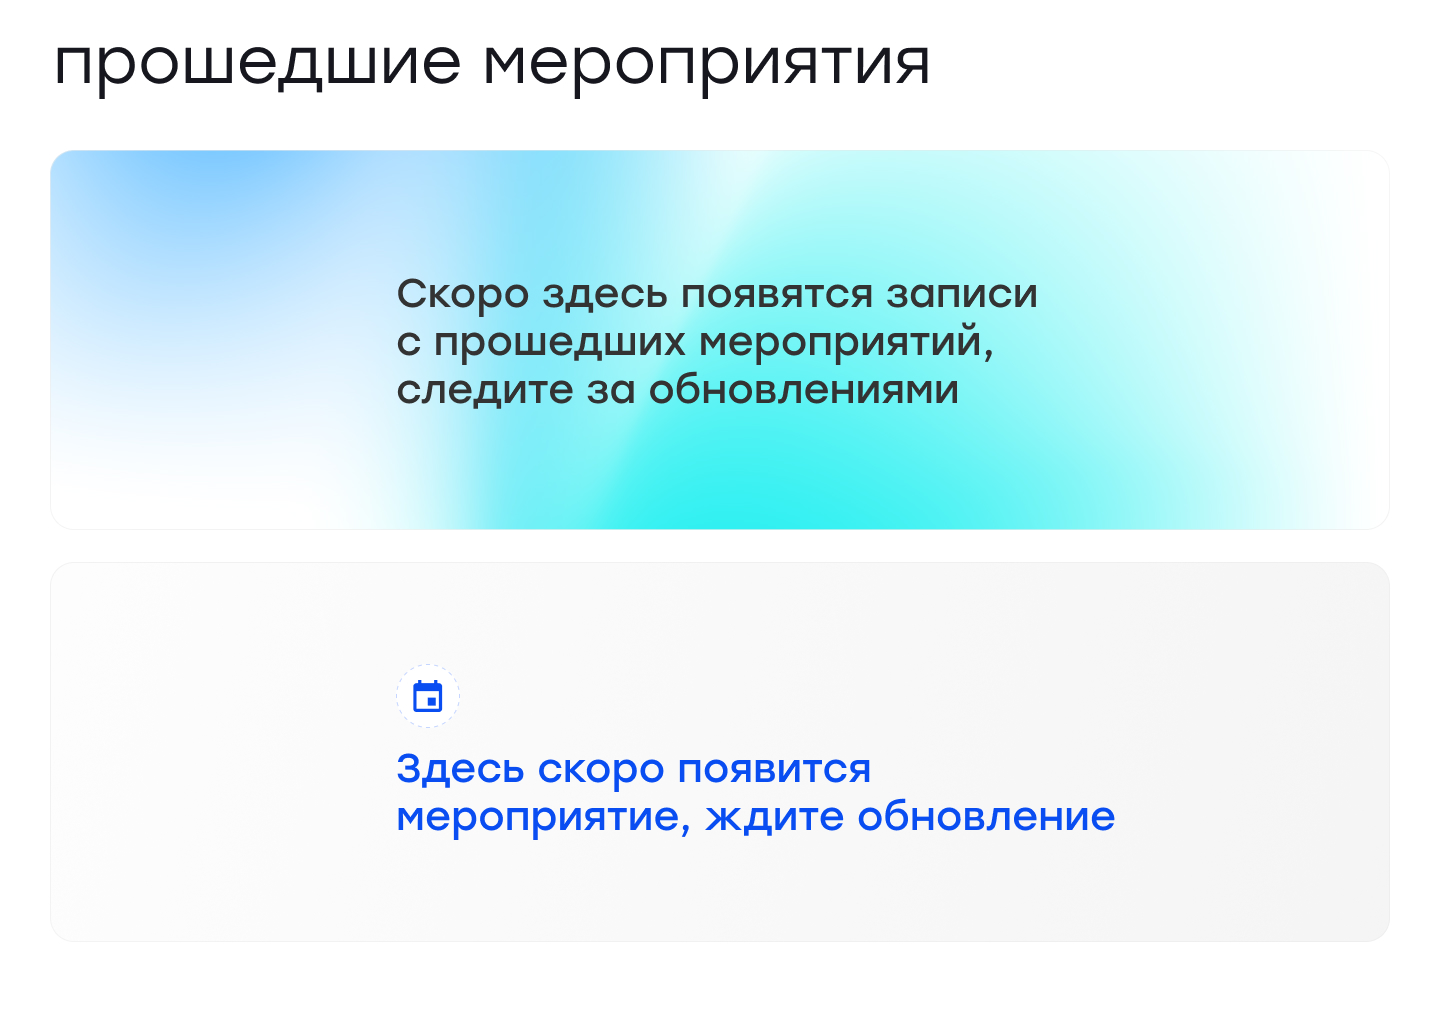 прошедшие мероприятия
Скоро здесь появятся записи
с прошедших мероприятий,
следите за обновлениями
Здесь скоро появится
мероприятие, ждите обновление